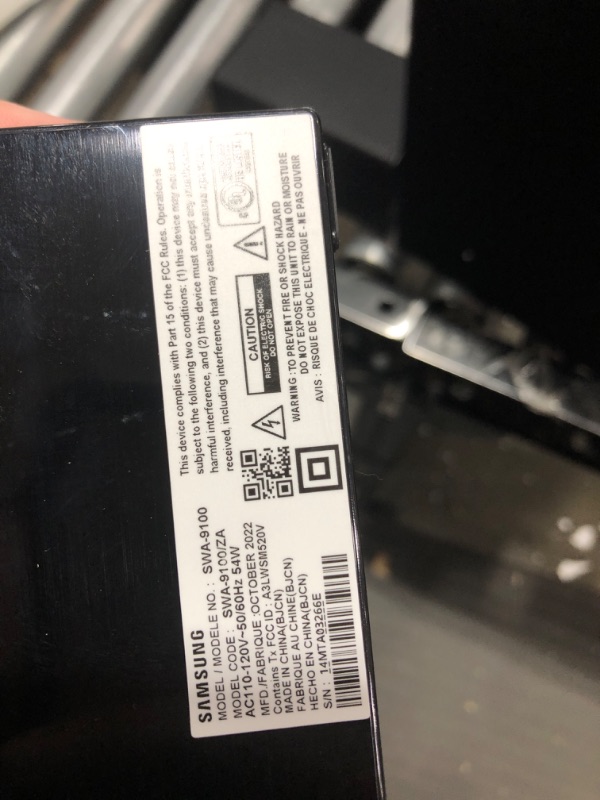 SAMSUNG
MODEL / MODELE NO. : SWA-9100
MODEL CODE : SWA-9100/ZA
AC110-120V~50/60Hz 54W
MFD./FABRIQUE :OCTOBER 2022
Contains Tx FCC ID : A3LWSM520V
MADE IN CHINA(BJCN)
FABRIQUE AU CHINE(BJCN)
HECHO EN CHINA(BJCN)
S/N : 14MTA03266E
This device complies with Part 15 of the FCC Rules. Operation is
subject to the following two conditions: (1) this device may not
harmful interference, and (2) this device must accept any
received, including interference that may cause
CAUTION
RISK OF ELECTRIC SHOCK
DO NOT OPEN
WARNING : TO PREVENT FIRE OR SHOCK HAZARD
DO NOT EXPOSE THIS UNIT TO RAIN OR MOISTURE
AVIS : RISQUE DE CHOC ELECTRIQUE - NE PAS OUVRIR